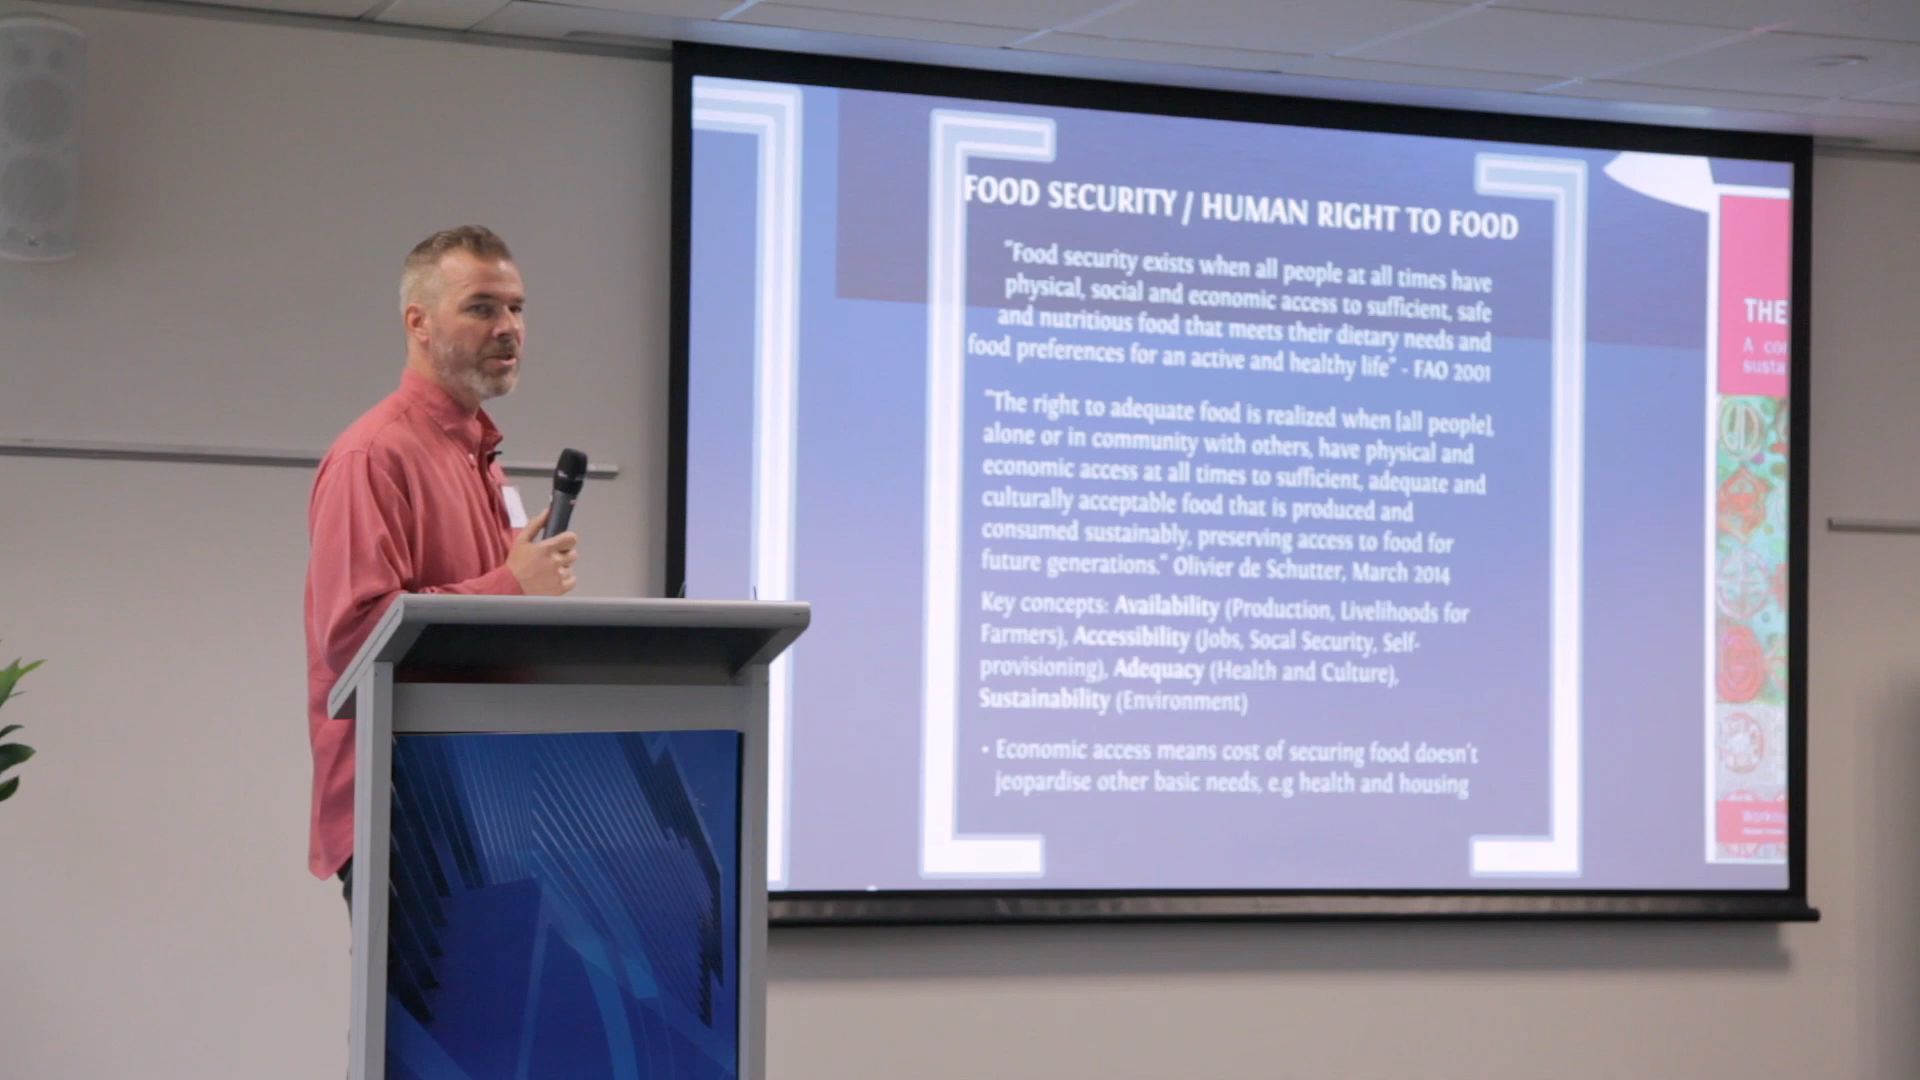 FOOD SECURITY / HUMAN RIGHT TO FOOD
"Food security exists when all people at all times have
physical, social and economic access to sufficient, safe
and nutritious food that meets their dietary needs and
food preferences for an active and healthy life" - FAO 2001
"The right to adequate food is realized when [all people],
alone or in community with others, have physical and
economic access at all times to sufficient, adequate and
culturally acceptable food that is produced and
consumed sustainably, preserving access to food for
future generations." Olivier de Schutter, March 2014
Key concepts: Availability (Production, Livelihoods for
Farmers), Accessibility (Jobs, Socal Security, Self-
provisioning), Adequacy (Health and Culture),
Sustainability (Environment)
• Economic access means cost of securing food doesn't
jeopardise other basic needs, e.g health and housing
THE
A co
susta